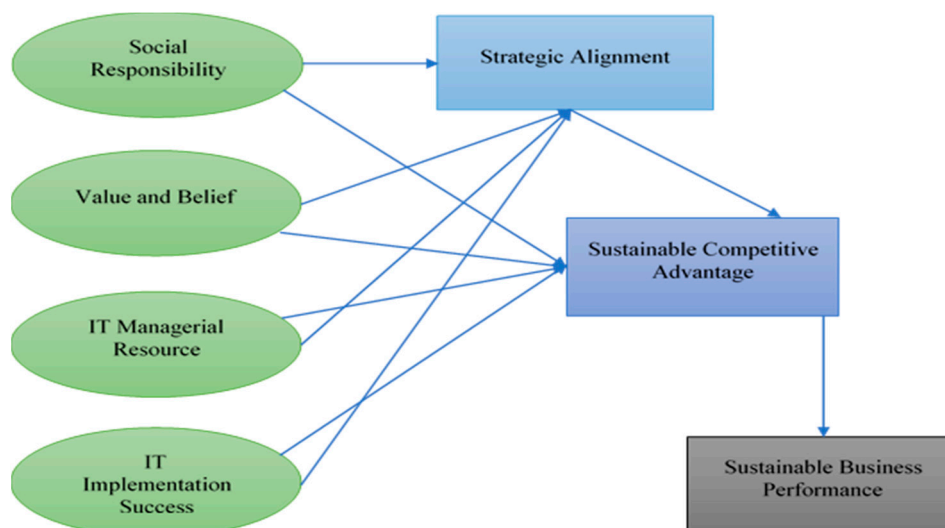 Social
Responsibility
Strategic Alignment
Value and Belief
Sustainable Competitive
Advantage
IT Managerial
Resource
IT
Implementation
Success
Sustainable Business
Performance